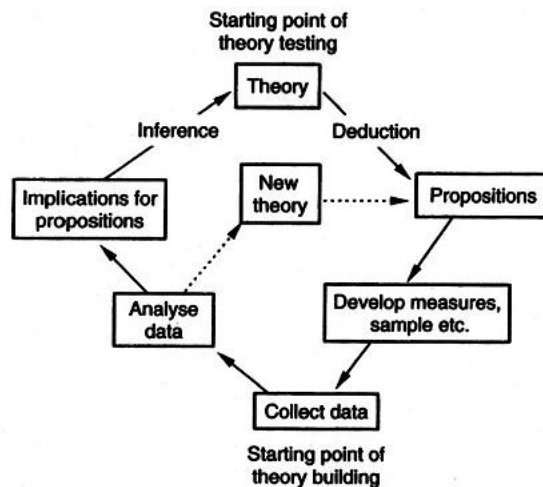 Starting point of
theory testing
Theory
Inference
Deduction
Implications for
propositions
New
theory
Propositions
Analyse
data
Develop measures,
sample etc.
Collect data
Starting point of
theory building